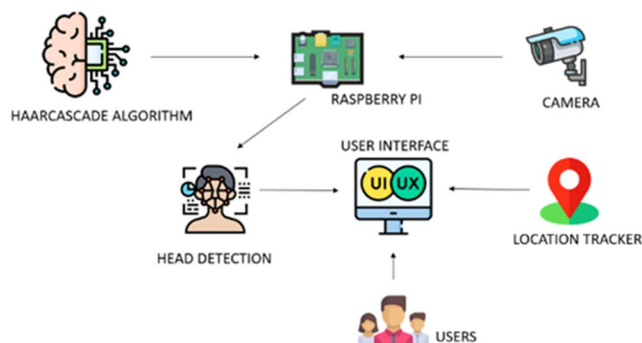 HAARCASCADE ALGORITHM
RASPBERRY PI
CAMERA
USER INTERFACE
UI UX
HEAD DETECTION
LOCATION TRACKER
USERS